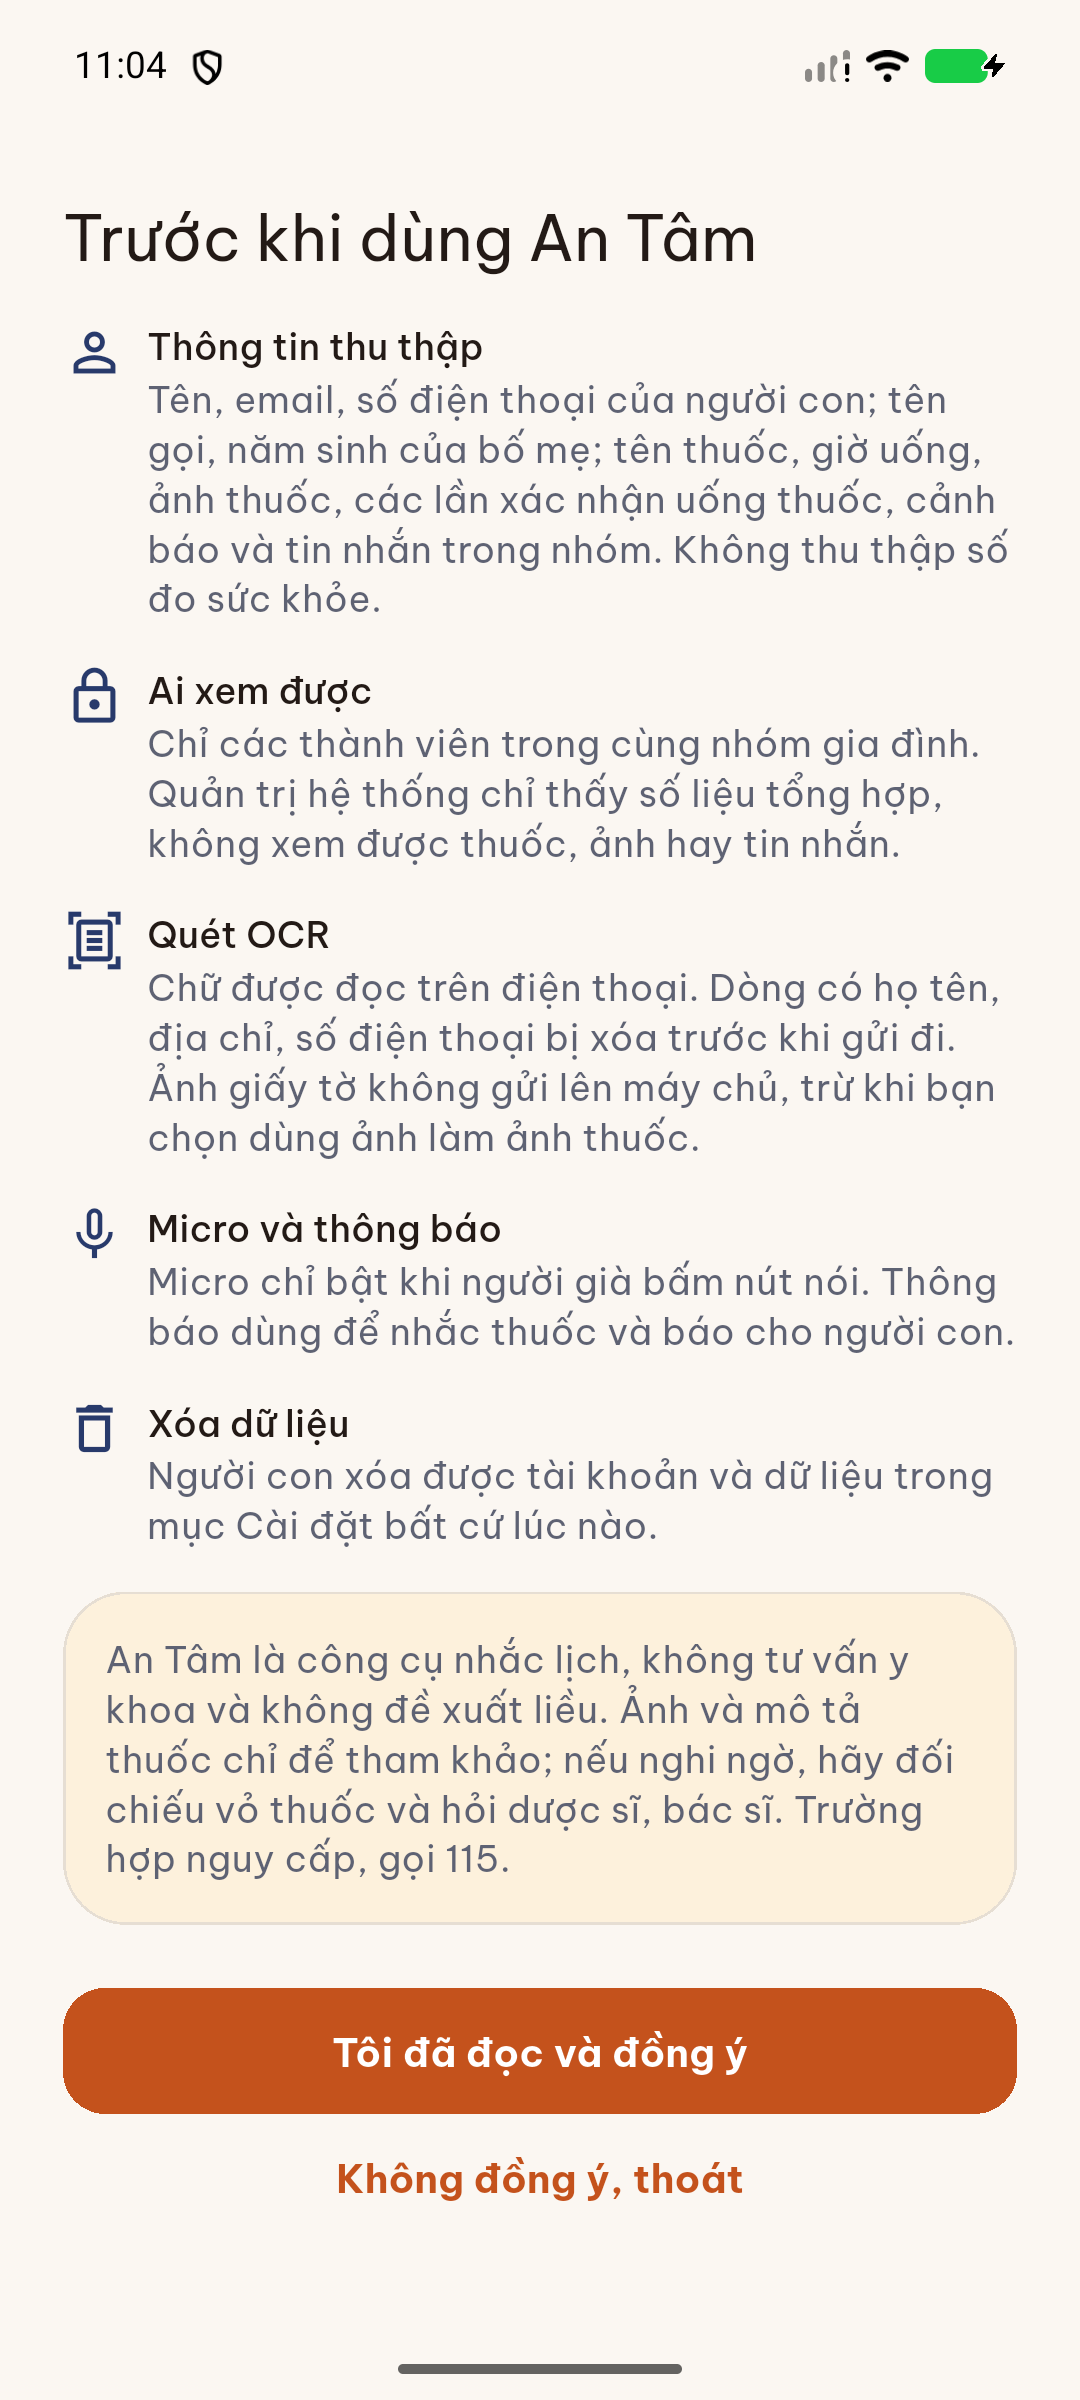 11:04
Trước khi dùng An Tâm
Thông tin thu thập
Tên, email, số điện thoại của người con; tên
gọi, năm sinh của bố mẹ; tên thuốc, giờ uống,
ảnh thuốc, các lần xác nhận uống thuốc, cảnh
báo và tin nhắn trong nhóm. Không thu thập số
đo sức khỏe.
Ai xem được
Chỉ các thành viên trong cùng nhóm gia đình.
Quản trị hệ thống chỉ thấy số liệu tổng hợp,
không xem được thuốc, ảnh hay tin nhắn.
Quét OCR
Chữ được đọc trên điện thoại. Dòng có họ tên,
địa chỉ, số điện thoại bị xóa trước khi gửi đi.
Ảnh giấy tờ không gửi lên máy chủ, trừ khi bạn
chọn dùng ảnh làm ảnh thuốc.
Micro và thông báo
Micro chỉ bật khi người già bấm nút nói. Thông
báo dùng để nhắc thuốc và báo cho người con.
Xóa dữ liệu
Người con xóa được tài khoản và dữ liệu trong
mục Cài đặt bất cứ lúc nào.
An Tâm là công cụ nhắc lịch, không tư vấn y
khoa và không đề xuất liều. Ảnh và mô tả
thuốc chỉ để tham khảo; nếu nghi ngờ, hãy đối
chiếu vỏ thuốc và hỏi dược sĩ, bác sĩ. Trường
hợp nguy cấp, gọi 115.
Tôi đã đọc và đồng ý
Không đồng ý, thoát